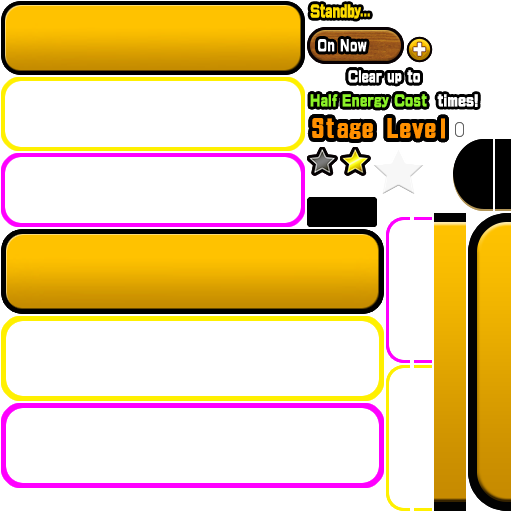 Standby...
On Now
Clear up to
Half Energy Cost times!
Stage Level